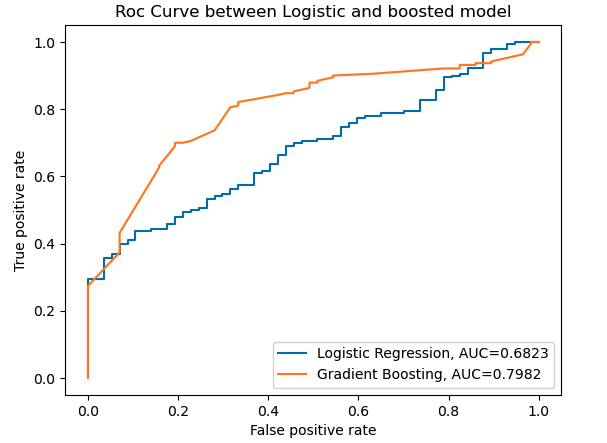 Roc Curve between Logistic and boosted model
True positive rate
1.0
0.8
0.6
0.4
0.2
0.0
Logistic Regression, AUC=0.6823
Gradient Boosting, AUC=0.7982
0.0 0.2 0.4 0.6 0.8 1.0
False positive rate